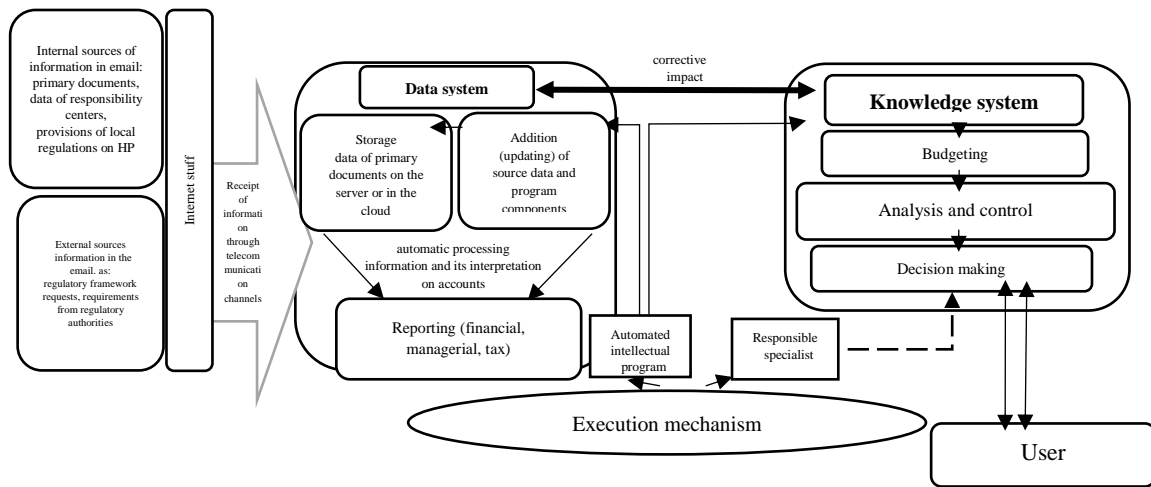 Internal sources of
information in email:
primary documents,
data of responsibility
centers,
provisions of local
regulations on HP
External sources
information in the
email. as:
regulatory framework
requests, requirements
from regulatory
authorities
Internet stuff
Receipt
of
informati
on
through
telecom
municati
on
channels
Data system
Storage
data of primary
documents on the
server or in the
cloud
Addition
(updating) of
source data and
program
components
automatic processing
information and its interpretation
on accounts
Reporting (financial,
managerial, tax)
corrective
impact
Knowledge system
Budgeting
Analysis and control
Decision making
Automated
intellectual
program
Responsible
specialist
Execution mechanism
User